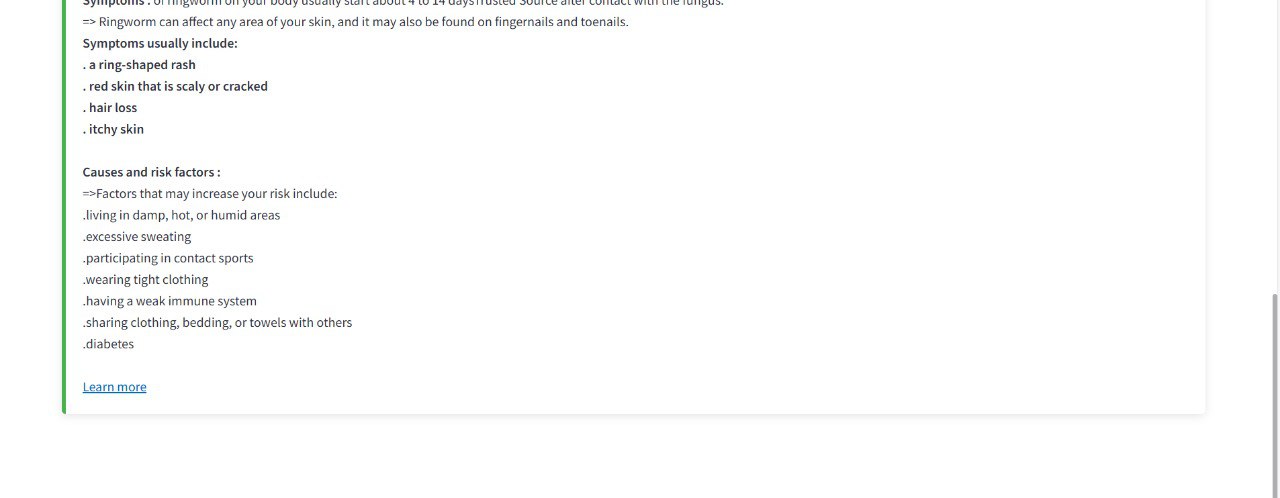 Symptoms : of ringworm on your body usually start about 4 to 14 daysTrusted Source after contact with the fungus.
=> Ringworm can affect any area of your skin, and it may also be found on fingernails and toenails.
Symptoms usually include:
. a ring-shaped rash
. red skin that is scaly or cracked
. hair loss
. itchy skin
Causes and risk factors :
=>Factors that may increase your risk include:
.living in damp, hot, or humid areas
.excessive sweating
.participating in contact sports
.wearing tight clothing
.having a weak immune system
.sharing clothing, bedding, or towels with others
.diabetes
Learn more